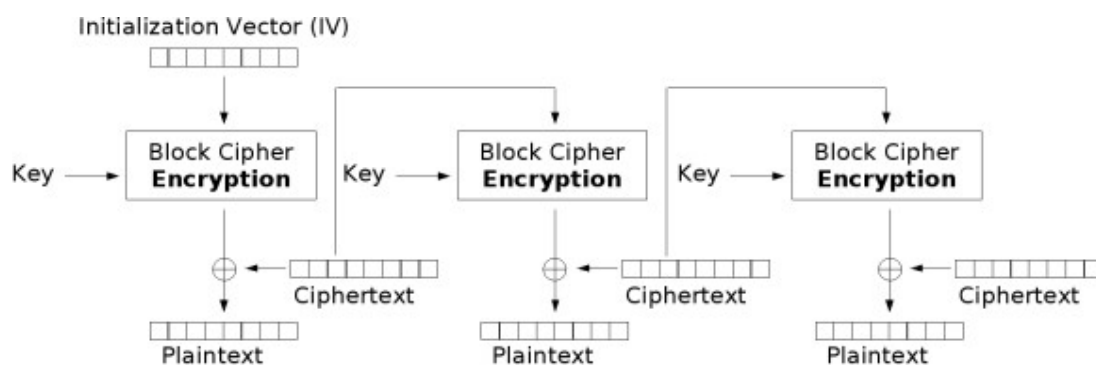 Initialization Vector (IV)
Key
Block Cipher
Encryption
Key
Block Cipher
Encryption
Key
Block Cipher
Encryption
Ciphertext
Ciphertext
Ciphertext
Plaintext
Plaintext
Plaintext